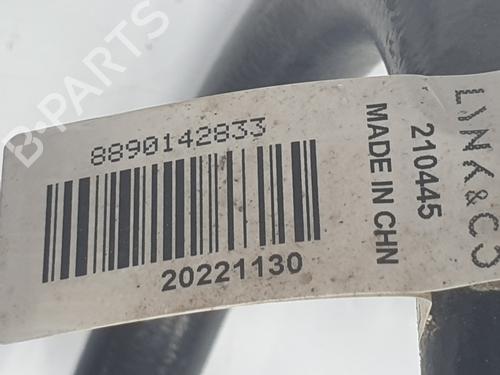 8890142833
20221130
LYNK & CO
210445
MADE IN CHN
B-PARTS